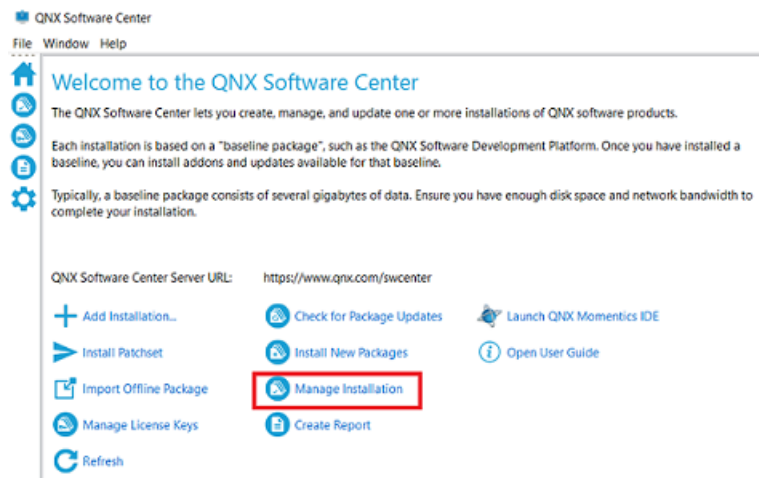 QNX Software Center
File Window Help
Welcome to the QNX Software Center
The QNX Software Center lets you create, manage, and update one or more installations of QNX software products.
Each installation is based on a "baseline package", such as the QNX Software Development Platform. Once you have installed a
baseline, you can install addons and updates available for that baseline.
Typically, a baseline package consists of several gigabytes of data. Ensure you have enough disk space and network bandwidth to
complete your installation.
QNX Software Center Server URL: https://www.qnx.com/swcenter
Add Installation... Check for Package Updates Launch QNX Momentics IDE
Install Patchset Install New Packages Open User Guide
Import Offline Package Manage Installation
Manage License Keys Create Report
Refresh